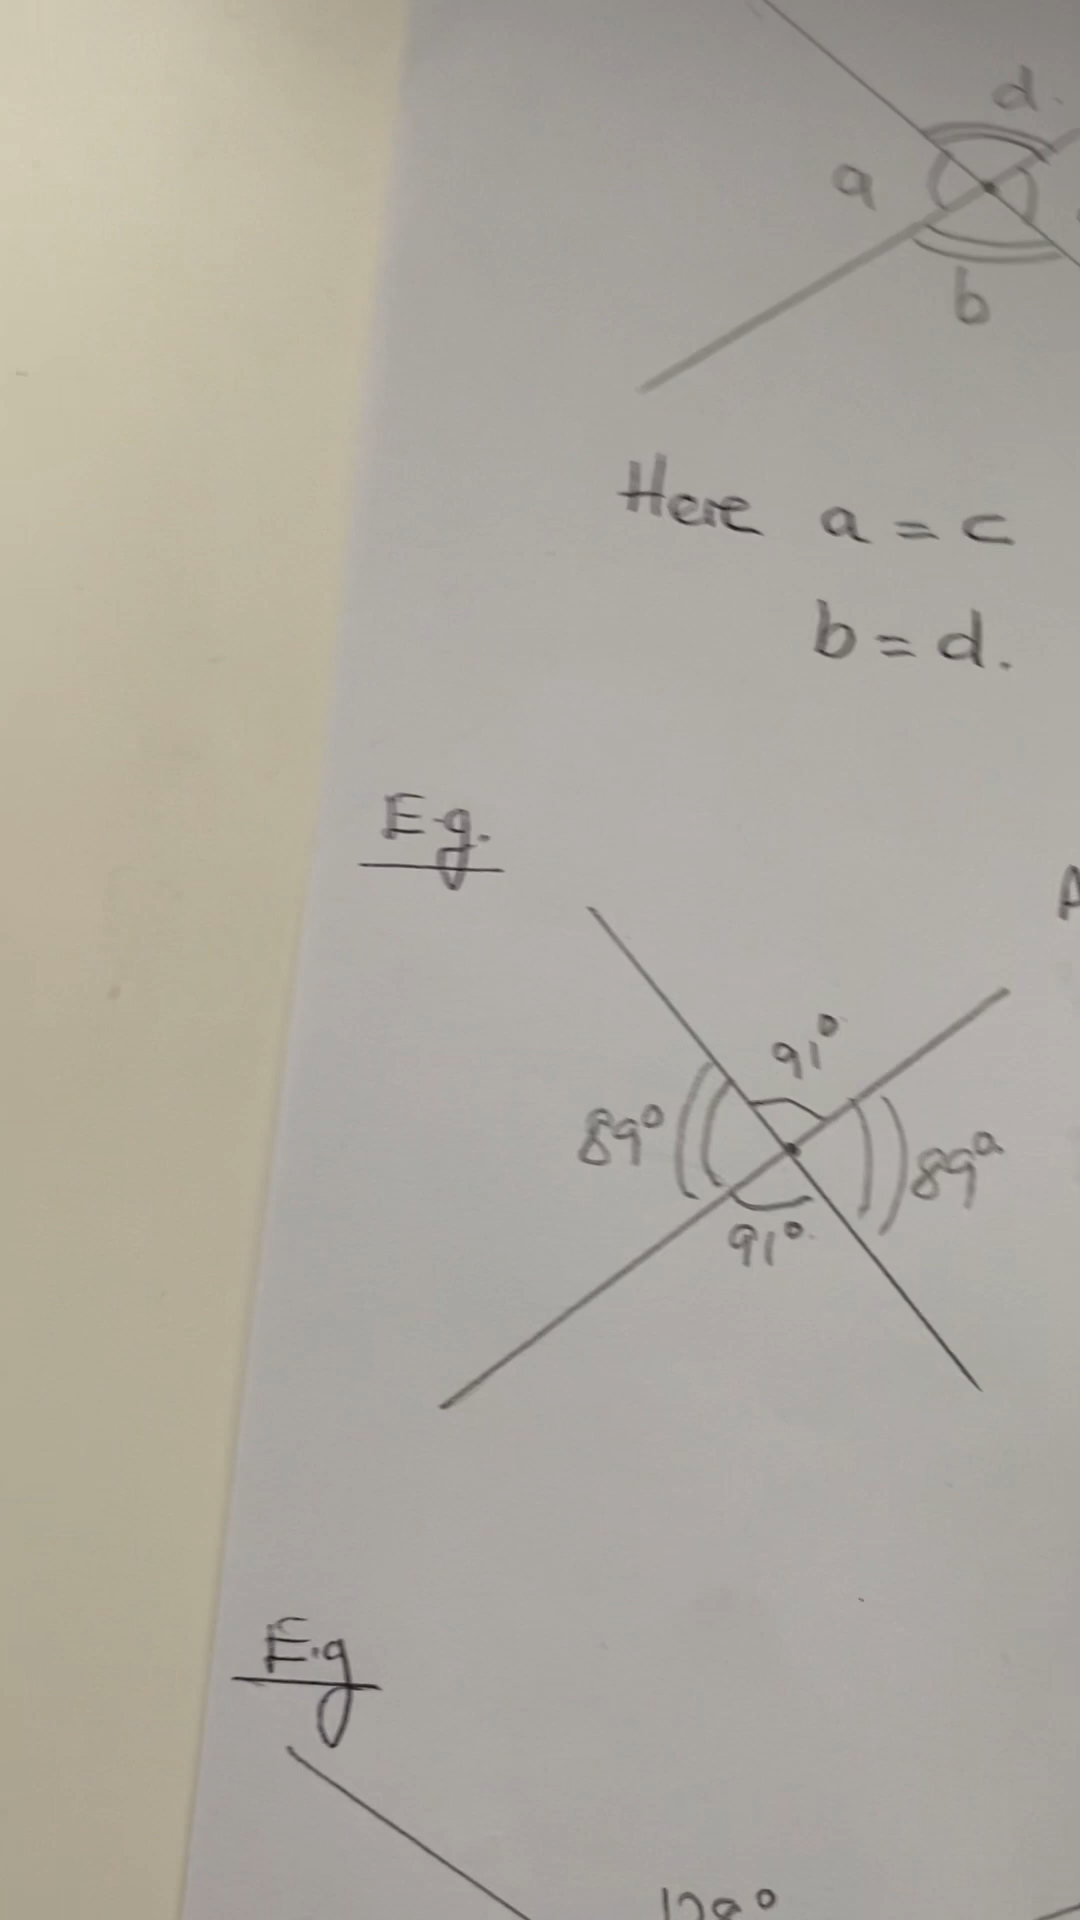 d.
a
b
Here a = c
b = d.
E.g.
91°
89°
89°
91°.
E.g